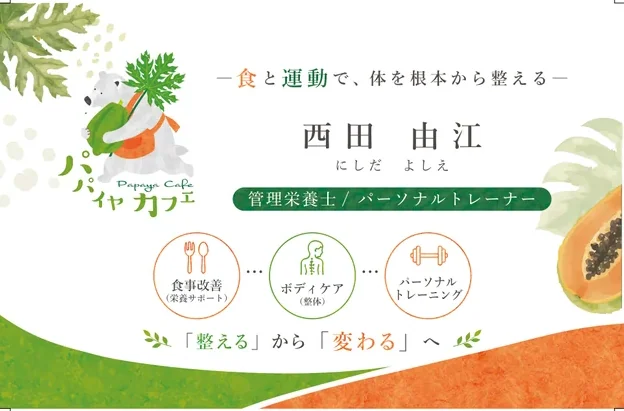 ―食と運動で、体を根本から整える―
西田 由江
にしだ よしえ
パパイヤ カフェ
Papaya Cafe
管理栄養士 / パーソナルトレーナー
食事改善
(栄養サポート)
…
ボディケア
(整体)
…
パーソナル
トレーニング
「整える」から「変わる」へ